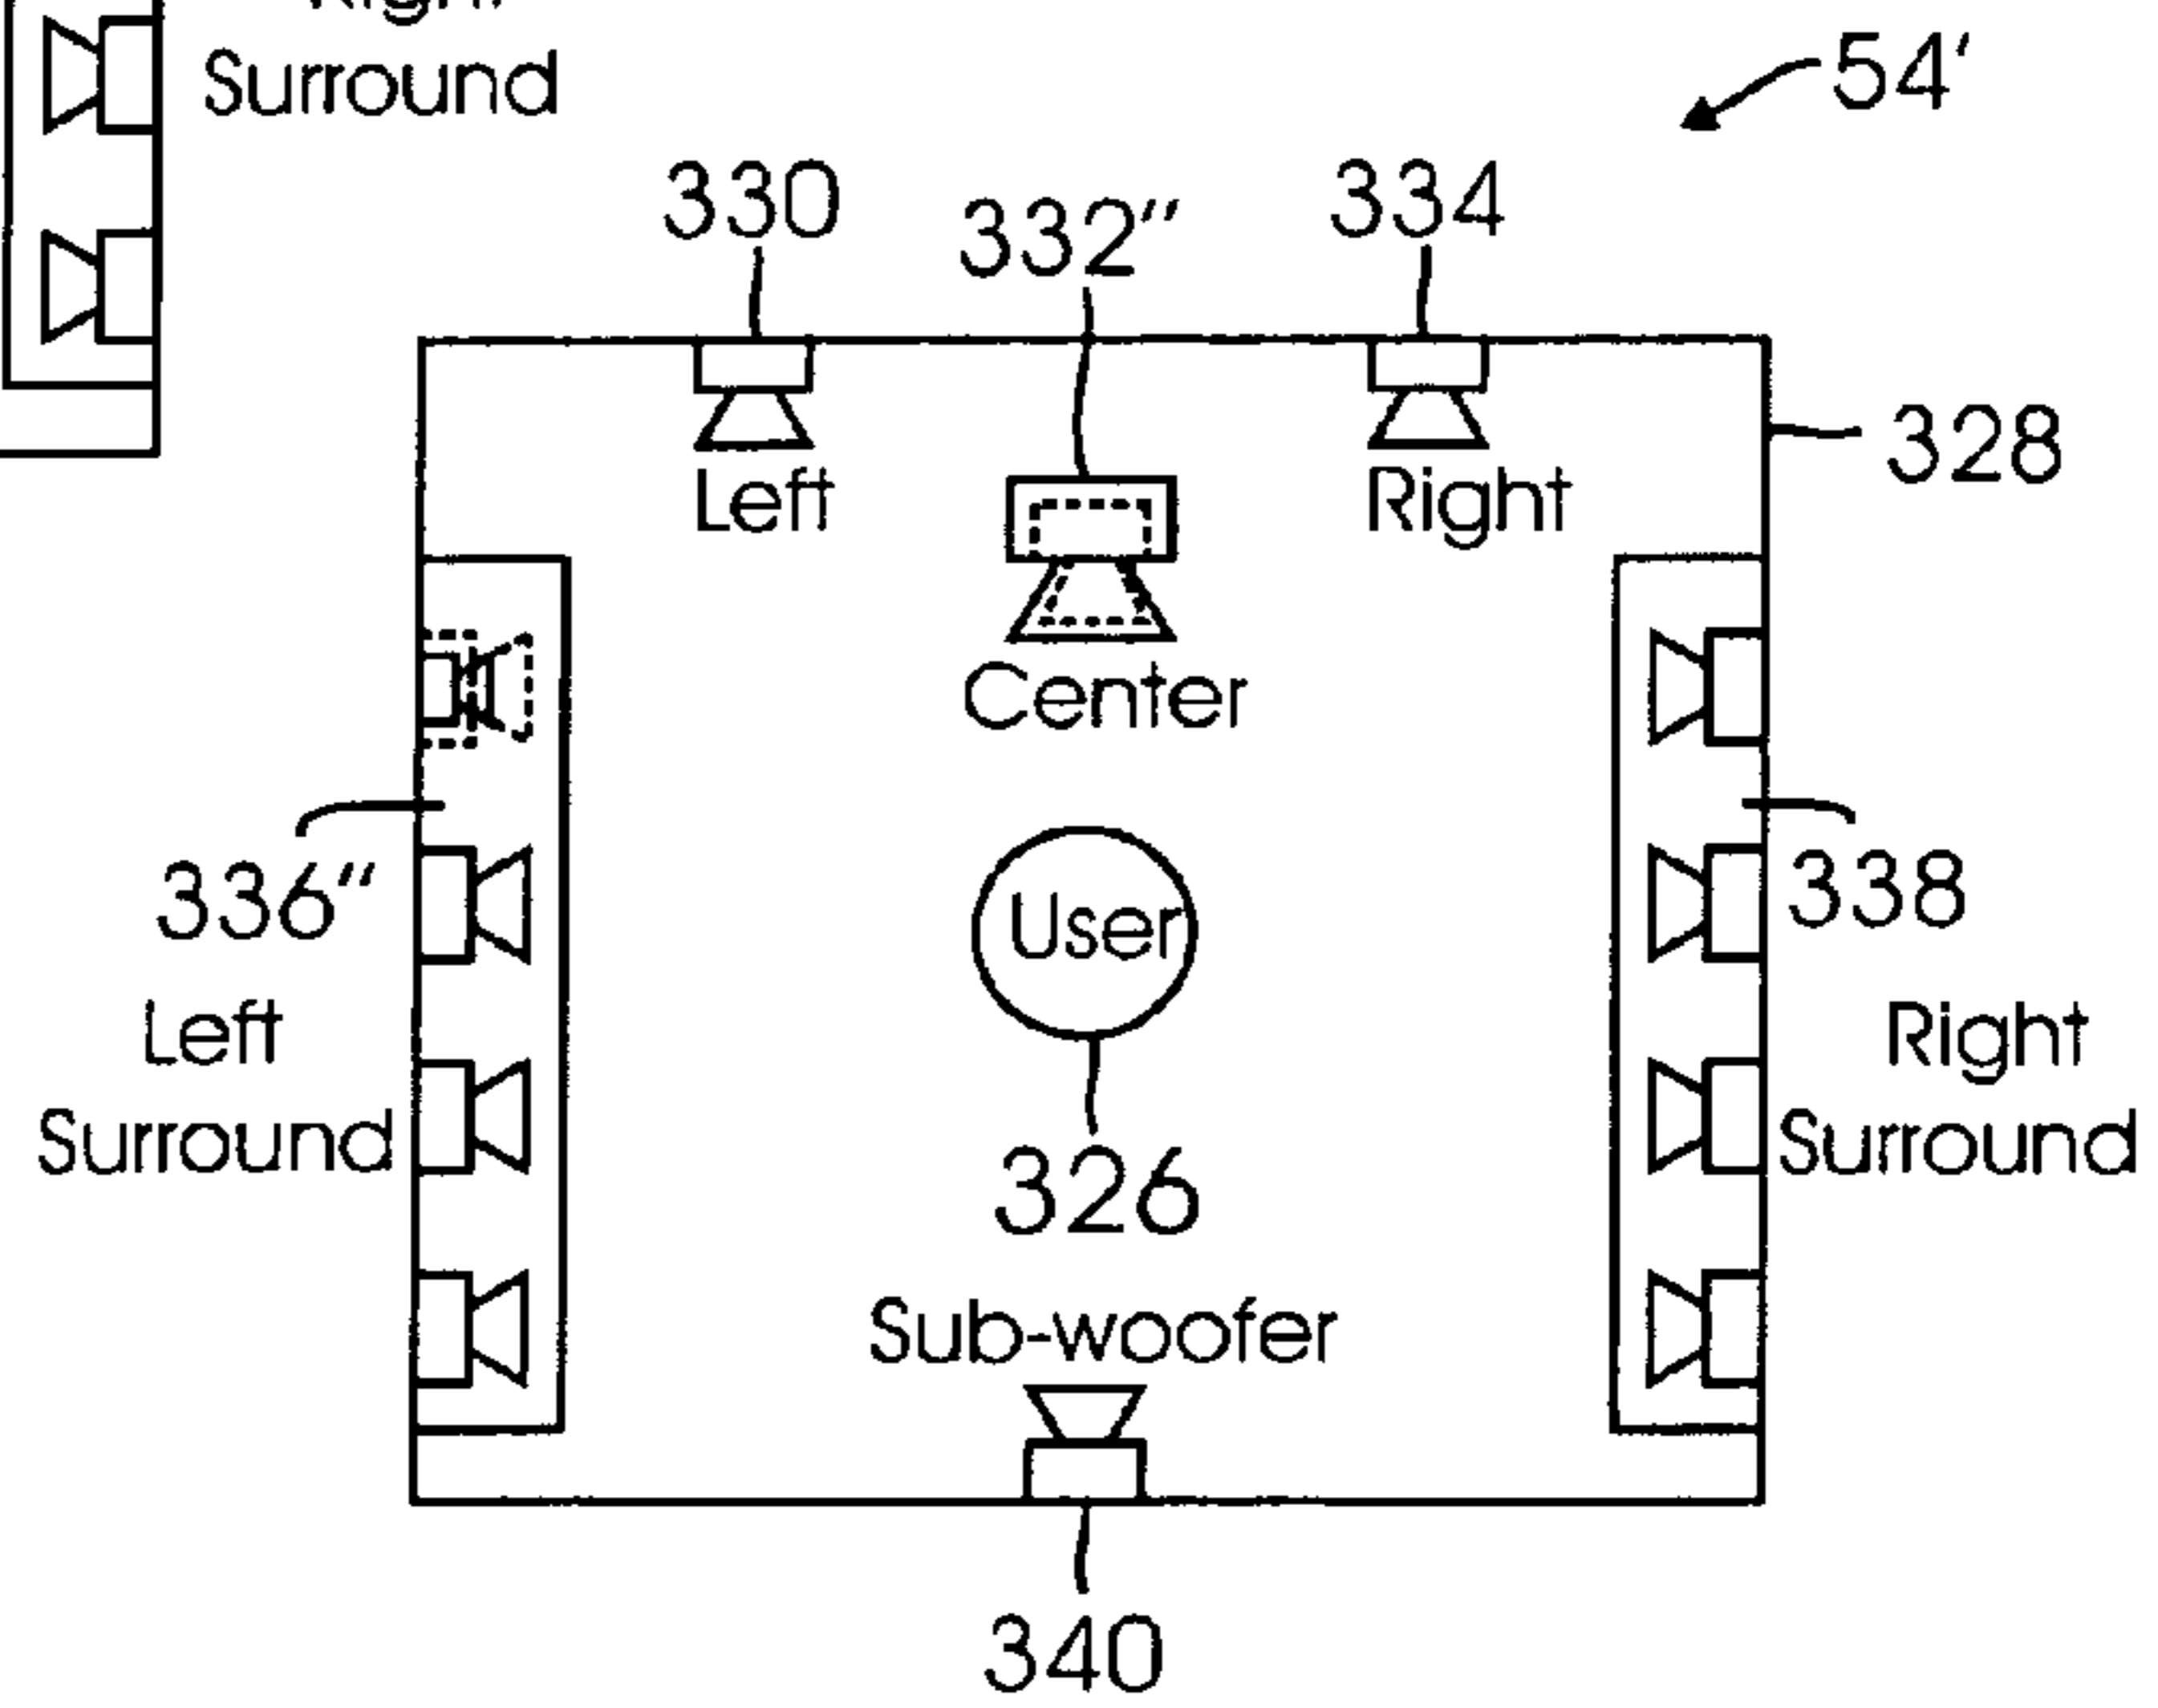 Right
Surround
54'
330
332"
334
328
Left
Right
Center
336"
User
338
Left
Surround
Right
Surround
326
Sub-woofer
340